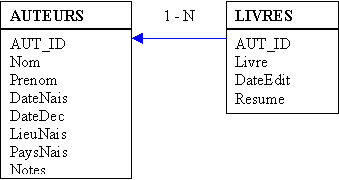 AUTEURS
AUT_ID
Nom
Prenom
DateNais
DateDec
LieuNais
PaysNais
Notes
1 - N
LIVRES
AUT_ID
Livre
DateEdit
Resume